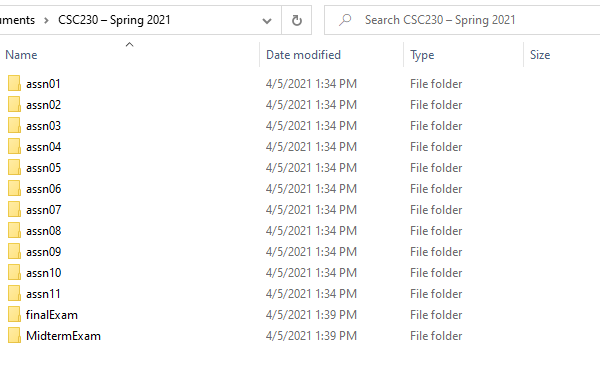 uments > CSC230 – Spring 2021 Search CSC230 – Spring 2021
Name Date modified Type Size
assn01 4/5/2021 1:34 PM File folder
assn02 4/5/2021 1:34 PM File folder
assn03 4/5/2021 1:34 PM File folder
assn04 4/5/2021 1:34 PM File folder
assn05 4/5/2021 1:34 PM File folder
assn06 4/5/2021 1:34 PM File folder
assn07 4/5/2021 1:34 PM File folder
assn08 4/5/2021 1:34 PM File folder
assn09 4/5/2021 1:34 PM File folder
assn10 4/5/2021 1:34 PM File folder
assn11 4/5/2021 1:34 PM File folder
finalExam 4/5/2021 1:39 PM File folder
MidtermExam 4/5/2021 1:39 PM File folder